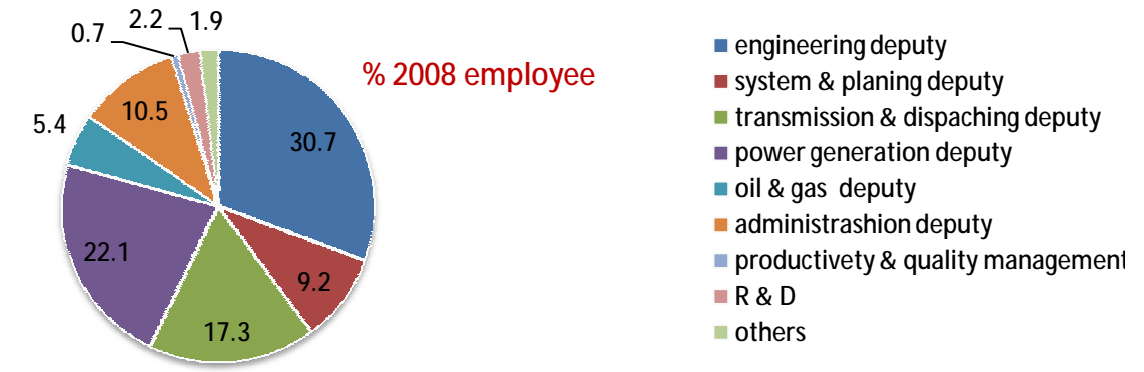 2.2
1.9
0.7
% 2008 employee
10.5
5.4
30.7
22.1
9.2
17.3
engineering deputy
system & planing deputy
transmission & dispaching deputy
power generation deputy
oil & gas deputy
administrashion deputy
productivety & quality management
R & D
others